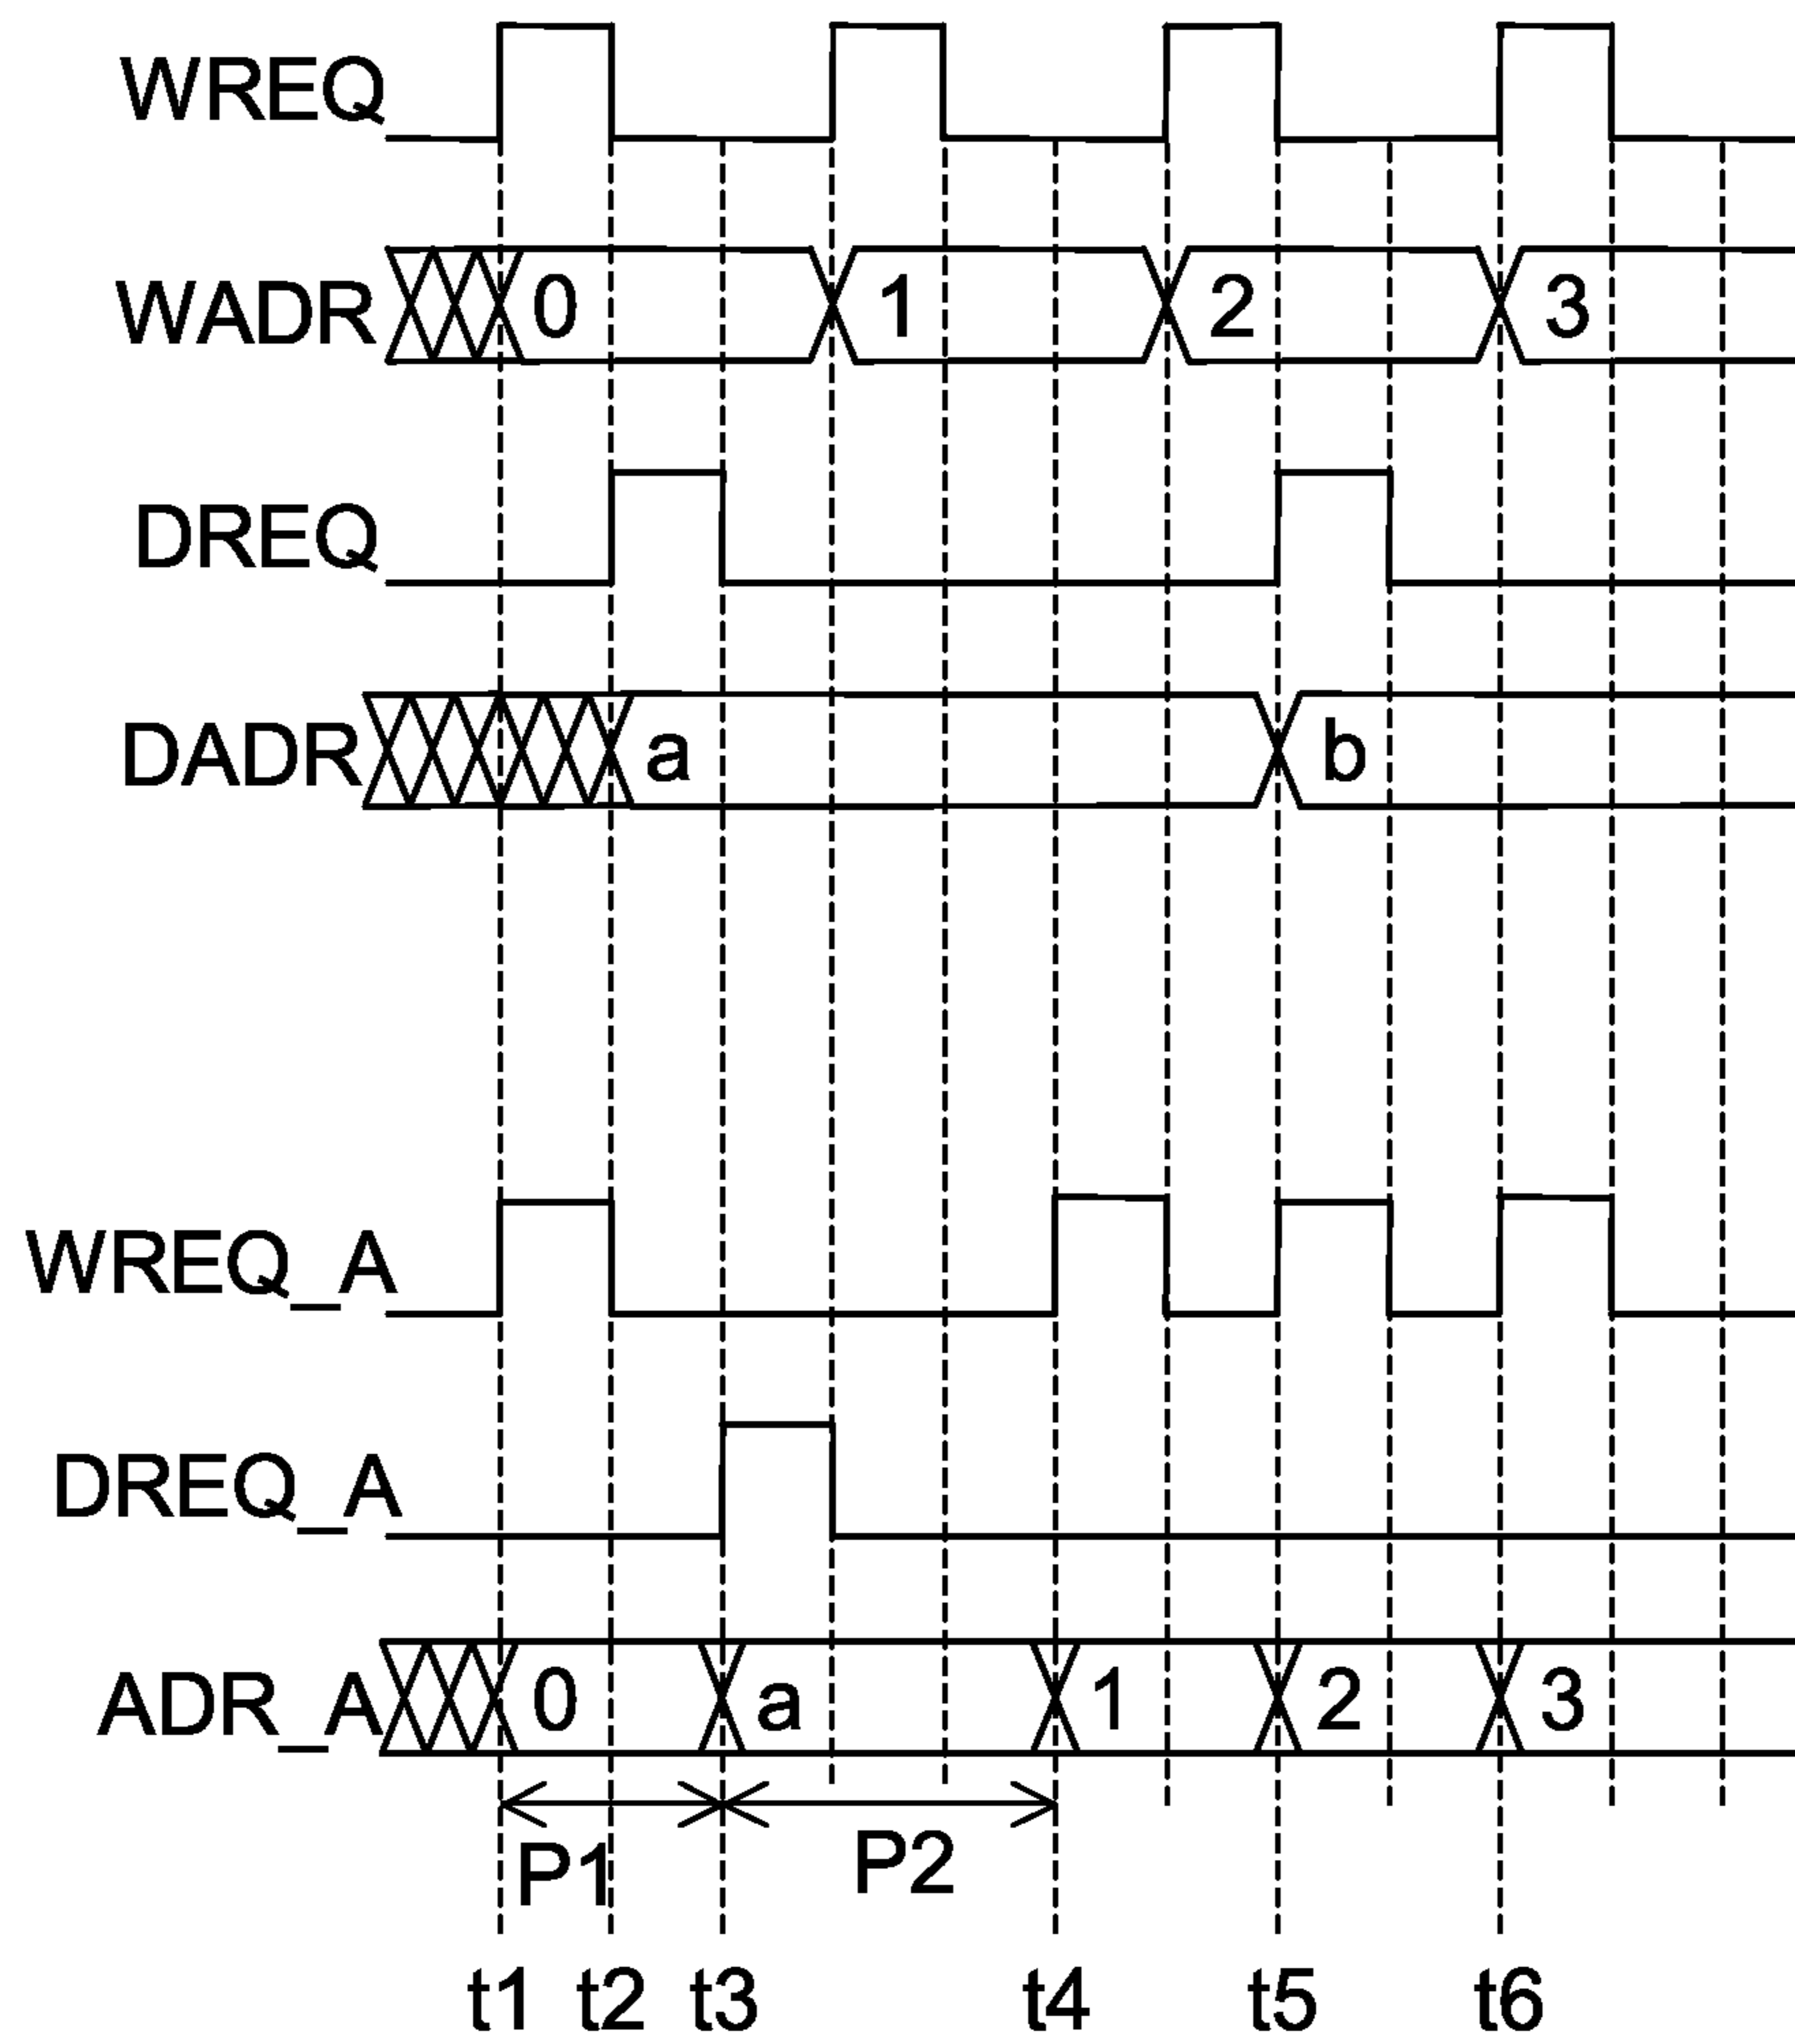 WREQ
WADR 0 1 2 3
DREQ
DADR a b
WREQ_A
DREQ_A
ADR_A 0 a 1 2 3
P1 P2
t1 t2 t3 t4 t5 t6